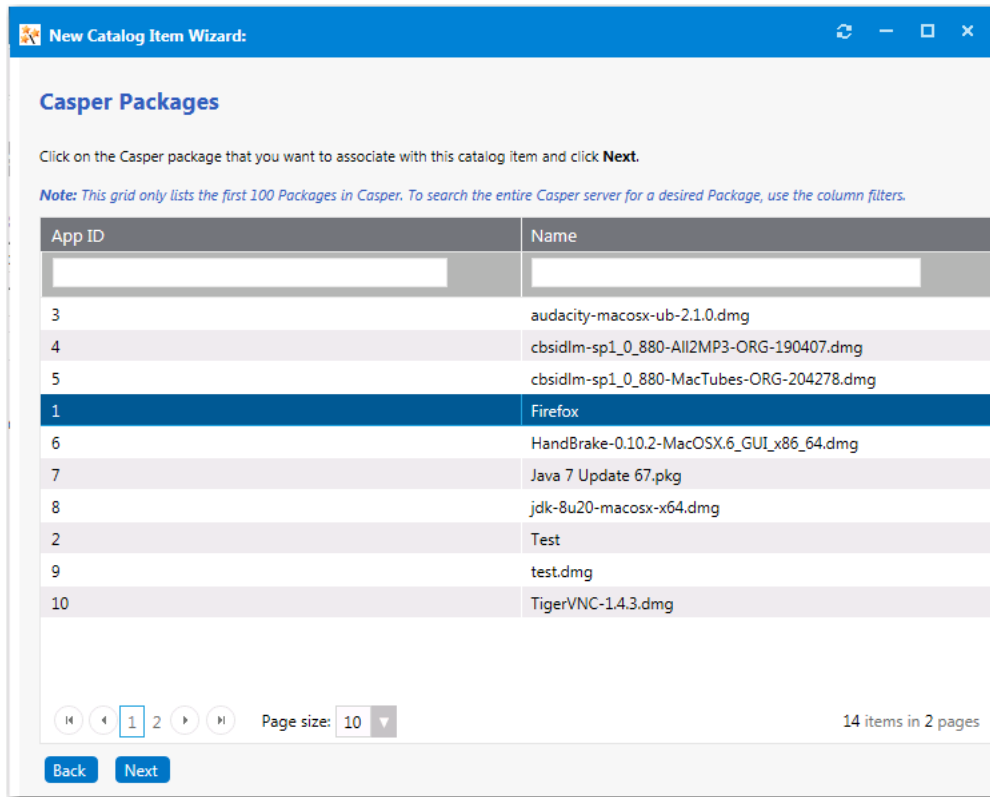 New Catalog Item Wizard:
Casper Packages
Click on the Casper package that you want to associate with this catalog item and click Next.
Note: This grid only lists the first 100 Packages in Casper. To search the entire Casper server for a desired Package, use the column filters.
App ID Name
3 audacity-macosx-ub-2.1.0.dmg
4 cbsidlm-sp1_0_880-All2MP3-ORG-190407.dmg
5 cbsidlm-sp1_0_880-MacTubes-ORG-204278.dmg
1 Firefox
6 HandBrake-0.10.2-MacOSX.6_GUI_x86_64.dmg
7 Java 7 Update 67.pkg
8 jdk-8u20-macosx-x64.dmg
2 Test
9 test.dmg
10 TigerVNC-1.4.3.dmg
1 2 Page size: 10 14 items in 2 pages
Back Next